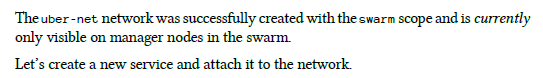 The uber-net network was successfully created with the swarm scope and is currently
only visible on manager nodes in the swarm.
Let's create a new service and attach it to the network.